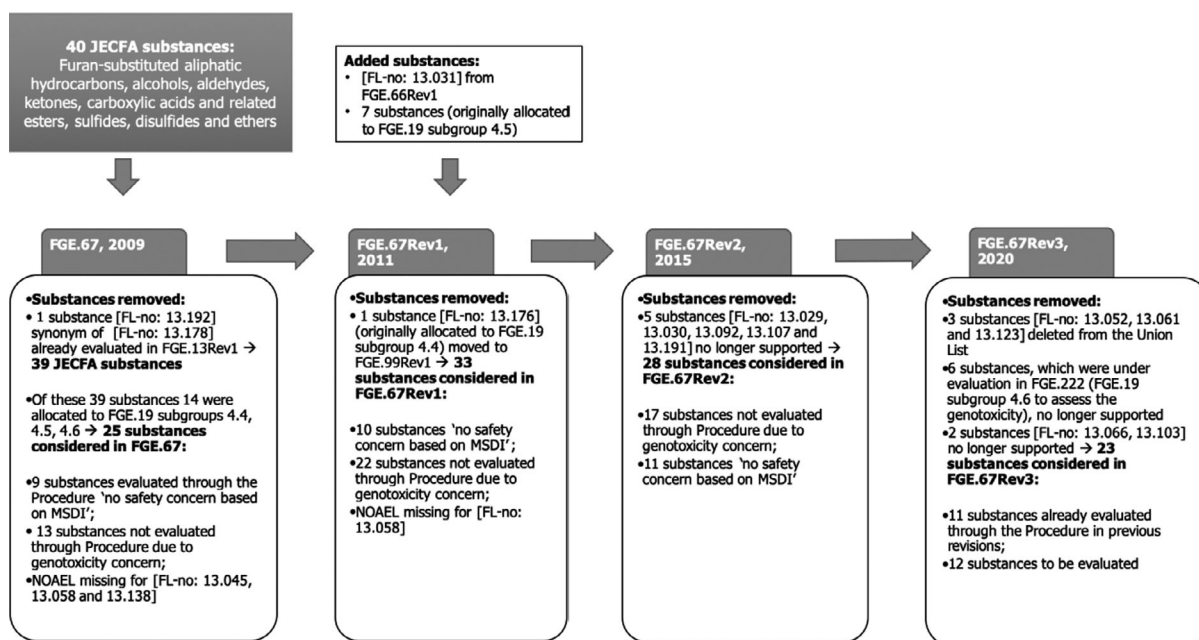 40 JECFA substances:
Furan-substituted aliphatic
hydrocarbons, alcohols, aldehydes,
ketones, carboxylic acids and related
esters, sulfides, disulfides and ethers
Added substances:
• [FL-no: 13.031] from
FGE.66Rev1
• 7 substances (originally allocated
to FGE.19 subgroup 4.5)
FGE.67, 2009
•Substances removed:
• 1 substance [FL-no: 13.192]
synonym of [FL-no: 13.178]
already evaluated in FGE.13Rev1 →
39 JECFA substances
•Of these 39 substances 14 were
allocated to FGE.19 subgroups 4.4,
4.5, 4.6 → 25 substances
considered in FGE.67:
•9 substances evaluated through the
Procedure ‘no safety concern based
on MSDI’;
• 13 substances not evaluated
through Procedure due to
genotoxicity concern;
•NOAEL missing for [FL-no: 13.045,
13.058 and 13.138]
FGE.67Rev1,
2011
•Substances removed:
• 1 substance [FL-no: 13.176]
(originally allocated to FGE.19
subgroup 4.4) moved to
FGE.99Rev1 → 33
substances considered in
FGE.67Rev1:
•10 substances ‘no safety
concern based on MSDI’;
•22 substances not evaluated
through Procedure due to
genotoxicity concern;
•NOAEL missing for [FL-no:
13.058]
FGE.67Rev2,
2015
•Substances removed:
•5 substances [FL-no: 13.029,
13.030, 13.092, 13.107 and
13.191] no longer supported →
28 substances considered in
FGE.67Rev2:
•17 substances not evaluated
through Procedure due to
genotoxicity concern;
•11 substances ‘no safety
concern based on MSDI’
FGE.67Rev3,
2020
•Substances removed:
•3 substances [FL-no: 13.052, 13.061
and 13.123] deleted from the Union
List
•6 substances, which were under
evaluation in FGE.222 (FGE.19
subgroup 4.6 to assess the
genotoxicity), no longer supported
•2 substances [FL-no: 13.066, 13.103]
no longer supported → 23
substances considered in
FGE.67Rev3:
•11 substances already evaluated
through the Procedure in previous
revisions;
•12 substances to be evaluated